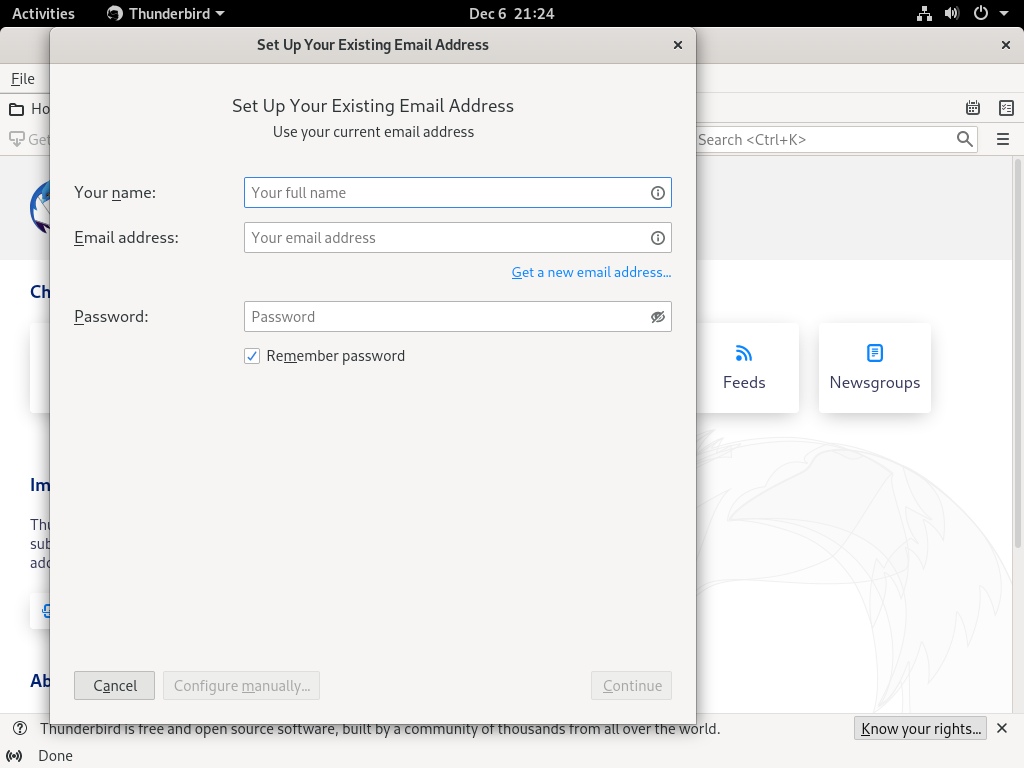 Activities
Thunderbird
Dec 6 21:24
Set Up Your Existing Email Address
File
Ho
Get
Search <Ctrl+K>
Set Up Your Existing Email Address
Use your current email address
Your name:
Your full name
Email address:
Your email address
Get a new email address...
Ch
Password:
Password
Remember password
Feeds
Newsgroups
Im
Thu
sub
add
Cancel
Configure manually...
Continue
Ab
Thunderbird is free and open source software, built by a community of thousands from all over the world.
Know your rights...
Done